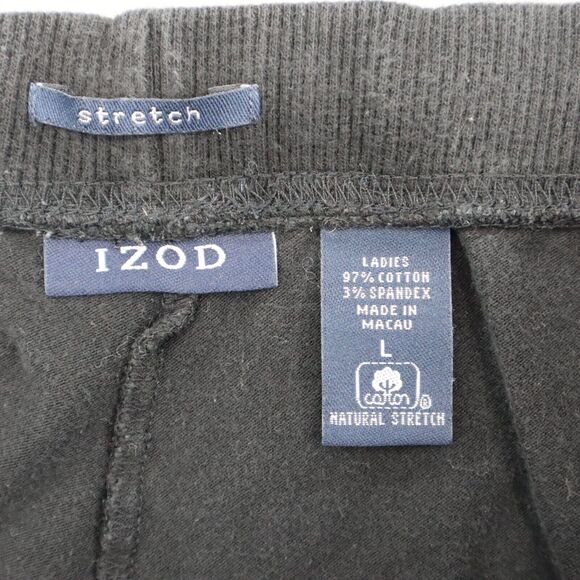 stretch
IZOD
LADIES
97% COTTON
3% SPANDEX
MADE IN
MACAU
L
cotton ®
NATURAL STRETCH